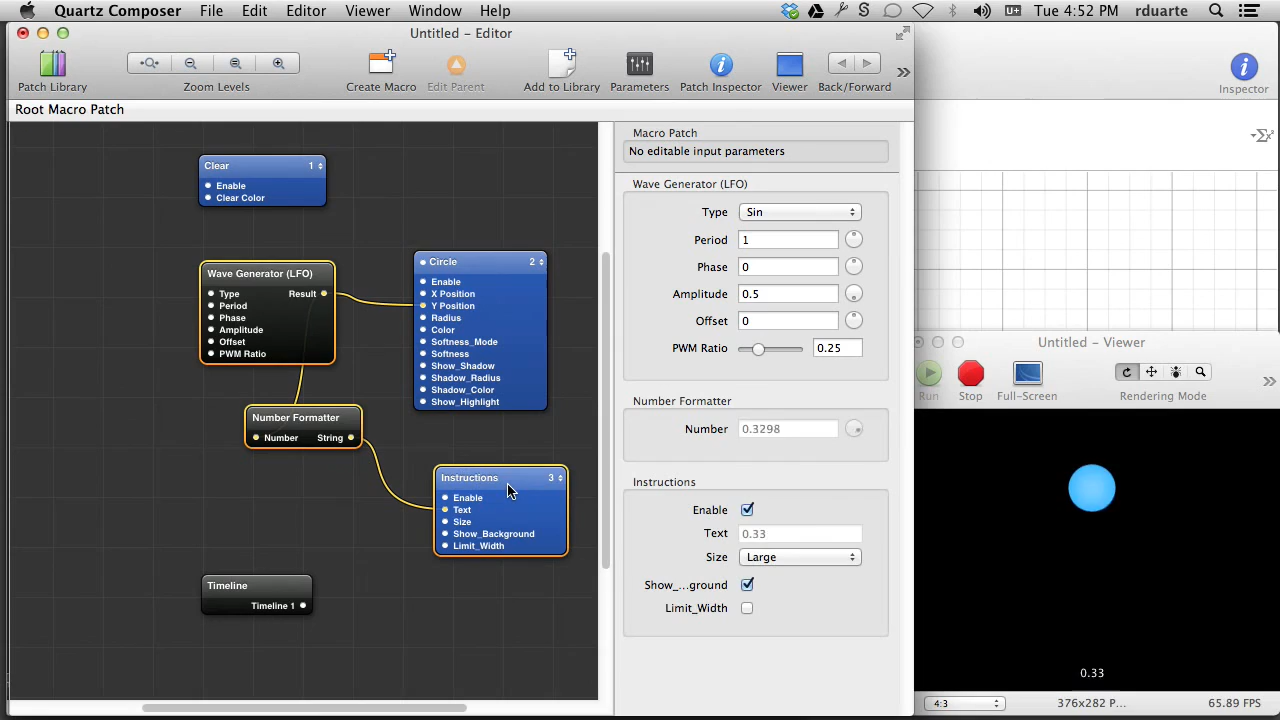 Quartz Composer File Edit Editor Viewer Window Help
Tue 4:52 PM rduarte
Untitled – Editor
Patch Library
Zoom Levels
Create Macro
Edit Parent
Add to Library
Parameters
Patch Inspector
Viewer
Back/Forward
Inspector
Root Macro Patch
Clear 1
Enable
Clear Color
Wave Generator (LFO)
Type Result
Period
Phase
Amplitude
Offset
PWM Ratio
Circle 2
Enable
X Position
Y Position
Radius
Color
Softness_Mode
Softness
Show_Shadow
Shadow_Radius
Shadow_Color
Show_Highlight
Number Formatter
Number String
Instructions 3
Enable
Text
Size
Show_Background
Limit_Width
Timeline
Timeline 1
Macro Patch
No editable input parameters
Wave Generator (LFO)
Type Sin
Period 1
Phase 0
Amplitude 0.5
Offset 0
PWM Ratio 0.25
Number Formatter
Number 0.3298
Instructions
Enable
Text 0.33
Size Large
Show_...ground
Limit_Width
Untitled – Viewer
Run
Stop
Full-Screen
Rendering Mode
0.33
4:3 376x282 P... 65.89 FPS